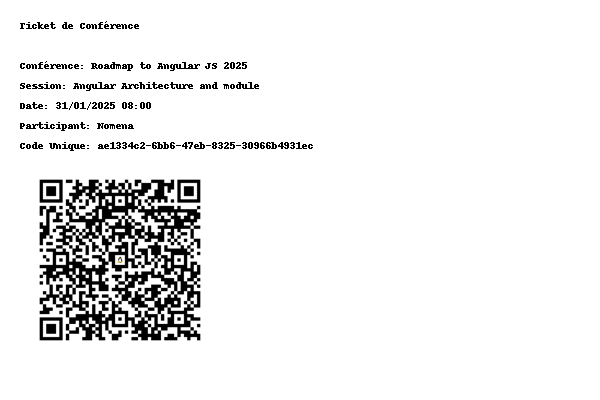 Ticket de Conférence
Conférence: Roadmap to Angular JS 2025
Session: Angular Architecture and module
Date: 31/01/2025 08:00
Participant: Nomena
Code Unique: ae1334c2-6bb6-47eb-8325-30966b4931ec